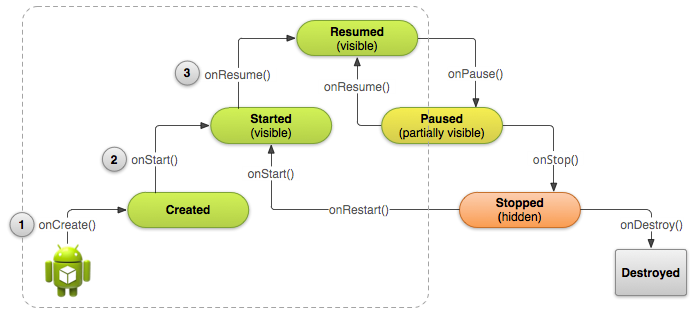 Resumed
(visible)
3
onResume()
onPause()
onResume()
Started
(visible)
Paused
(partially visible)
2
onStart()
onStart()
onStop()
Created
onRestart()
Stopped
(hidden)
1
onCreate()
onDestroy()
Destroyed